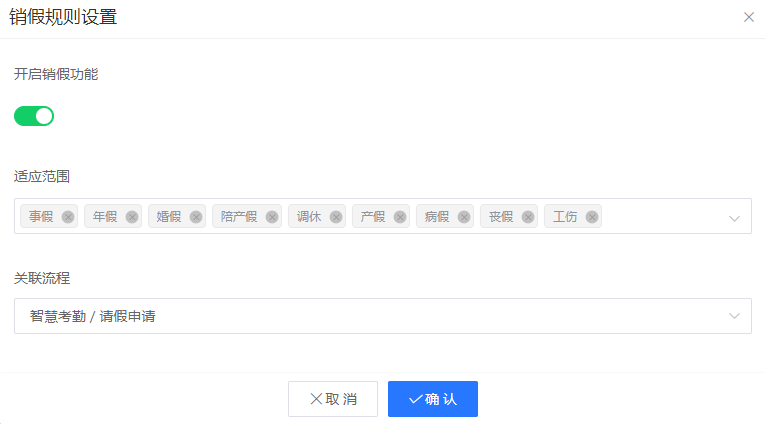 销假规则设置
开启销假功能
适应范围
事假 年假 婚假 陪产假 调休 产假 病假 丧假 工伤
关联流程
智慧考勤 / 请假申请
取 消 确 认